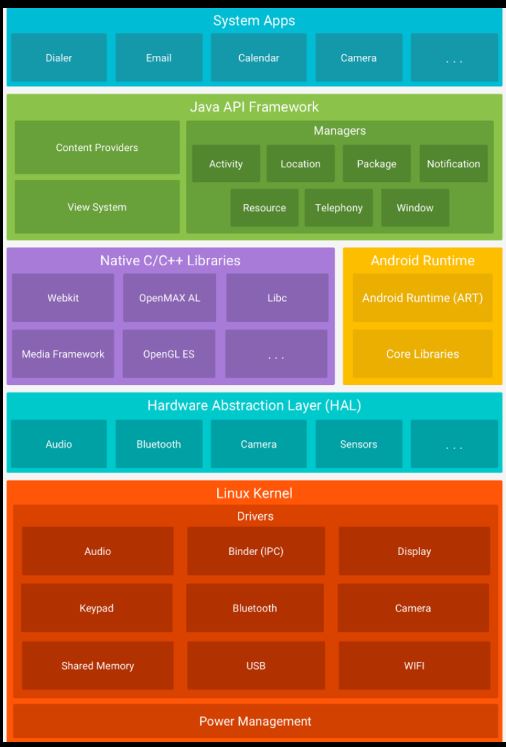 System Apps
Dialer Email Calendar Camera . . .
Java API Framework
Content Providers
View System
Managers
Activity Location Package Notification
Resource Telephony Window
Native C/C++ Libraries
Webkit OpenMAX AL Libc
Media Framework OpenGL ES . . .
Android Runtime
Android Runtime (ART)
Core Libraries
Hardware Abstraction Layer (HAL)
Audio Bluetooth Camera Sensors . . .
Linux Kernel
Drivers
Audio Binder (IPC) Display
Keypad Bluetooth Camera
Shared Memory USB WIFI
Power Management